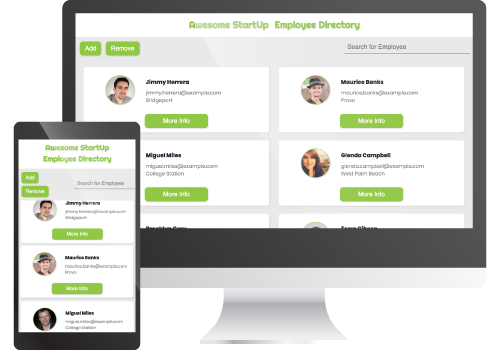 Awesome StartUp Employee Directory
Add Remove
Search for Employee
Jimmy Herrera
jimmy.herrera@example.com
Bridgeport
More Info
Maurice Banks
maurice.banks@example.com
Provo
More Info
Miguel Miles
miguel.miles@example.com
College Station
More Info
Glenda Campbell
glenda.campbell@example.com
West Palm Beach
More Info
Awesome StartUp
Employee Directory
Add
Remove
Search for Employee
Jimmy Herrera
jimmy.herrera@example.com
Bridgeport
More Info
Maurice Banks
maurice.banks@example.com
Provo
More Info
Miguel Miles
miguel.miles@example.com
College Station